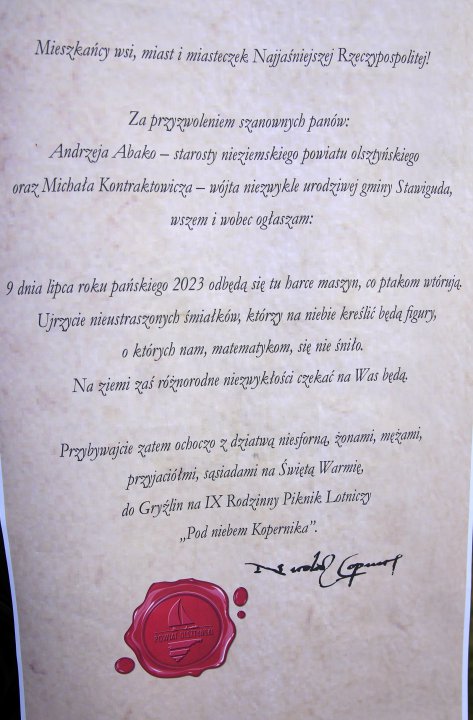 Mieszkańcy wsi, miast i miasteczek Najjaśniejszej Rzeczypospolitej!
Za przyzwoleniem szanownych panów:
Andrzeja Abako – starosty nieziemskiego powiatu olsztyńskiego
oraz Michała Kontraktowicza – wójta niezwykle urodziwej gminy Stawiguda,
wszem i wobec ogłaszam:
9 dnia lipca roku pańskiego 2023 odbędą się tu harce maszyn, co ptakom wtórują.
Ujrzycie nieustraszonych śmiałków, którzy na niebie kreślić będą figury,
o których nam, matematykom, się nie śniło.
Na ziemi zaś różnorodne niezwykłości czekać na Was będą.
Przybywajcie zatem ochoczo z dziatwą niesforną, żonami, mężami,
przyjaciółmi, sąsiadami na Świętą Warmię,
do Gryźlin na IX Rodzinny Piknik Lotniczy
„Pod niebem Kopernika”.
POWIAT OLSZTYŃSKI